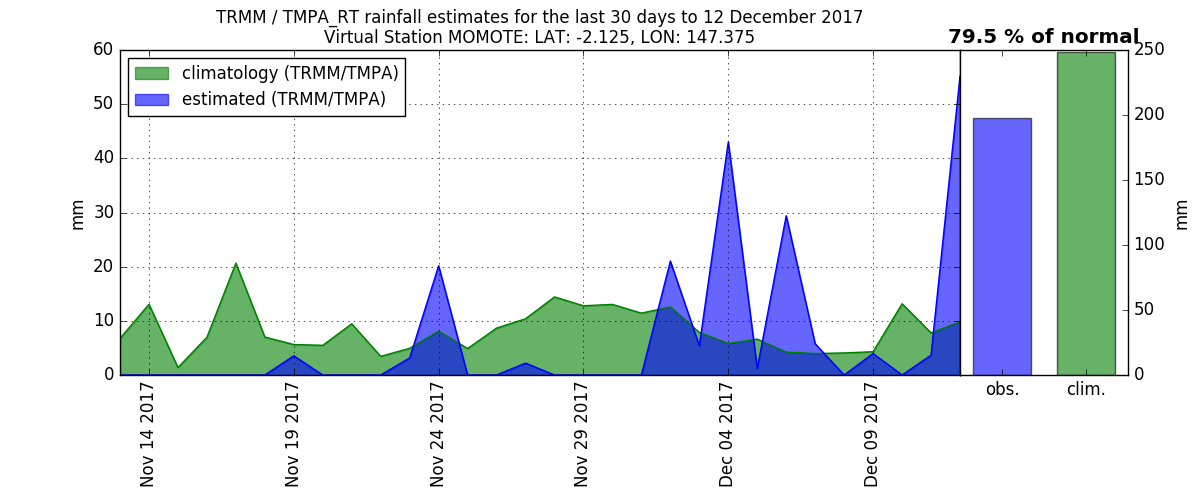 TRMM / TMPA_RT rainfall estimates for the last 30 days to 12 December 2017
Virtual Station MOMOTE: LAT: -2.125, LON: 147.375
79.5 % of normal
climatology (TRMM/TMPA)
estimated (TRMM/TMPA)
60
50
40
30
20
10
0
mm
Nov 14 2017
Nov 19 2017
Nov 24 2017
Nov 29 2017
Dec 04 2017
Dec 09 2017
obs.
clim.
250
200
150
100
50
0
mm